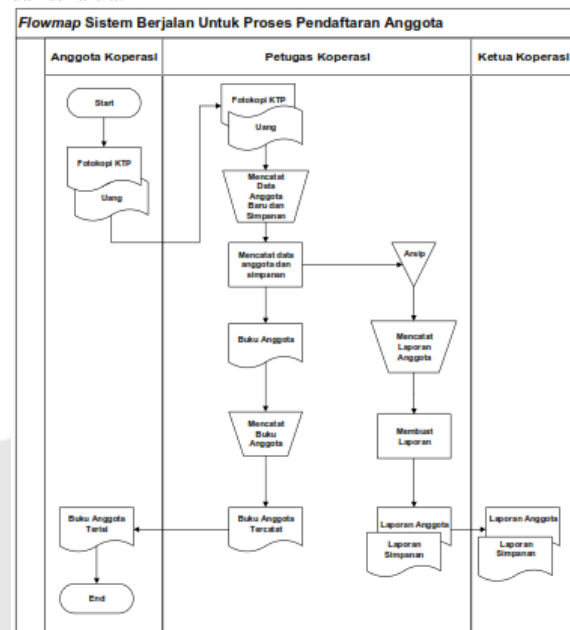 Flowmap Sistem Berjalan Untuk Proses Pendaftaran Anggota
Anggota Koperasi
Petugas Koperasi
Ketua Koperasi
Start
Fotokopi KTP
Uang
Fotokopi KTP
Uang
Mencatat
Data
Anggota
Baru dan
Simpanan
Mencatat data
anggota dan
simpanan
Arsip
Buku Anggota
Mencatat
Laporan
Anggota
Mencatat
Buku
Anggota
Membuat
Laporan
Buku Anggota
Terisi
Buku Anggota
Tercatat
Laporan Anggota
Laporan
Simpanan
Laporan Anggota
Laporan
Simpanan
End